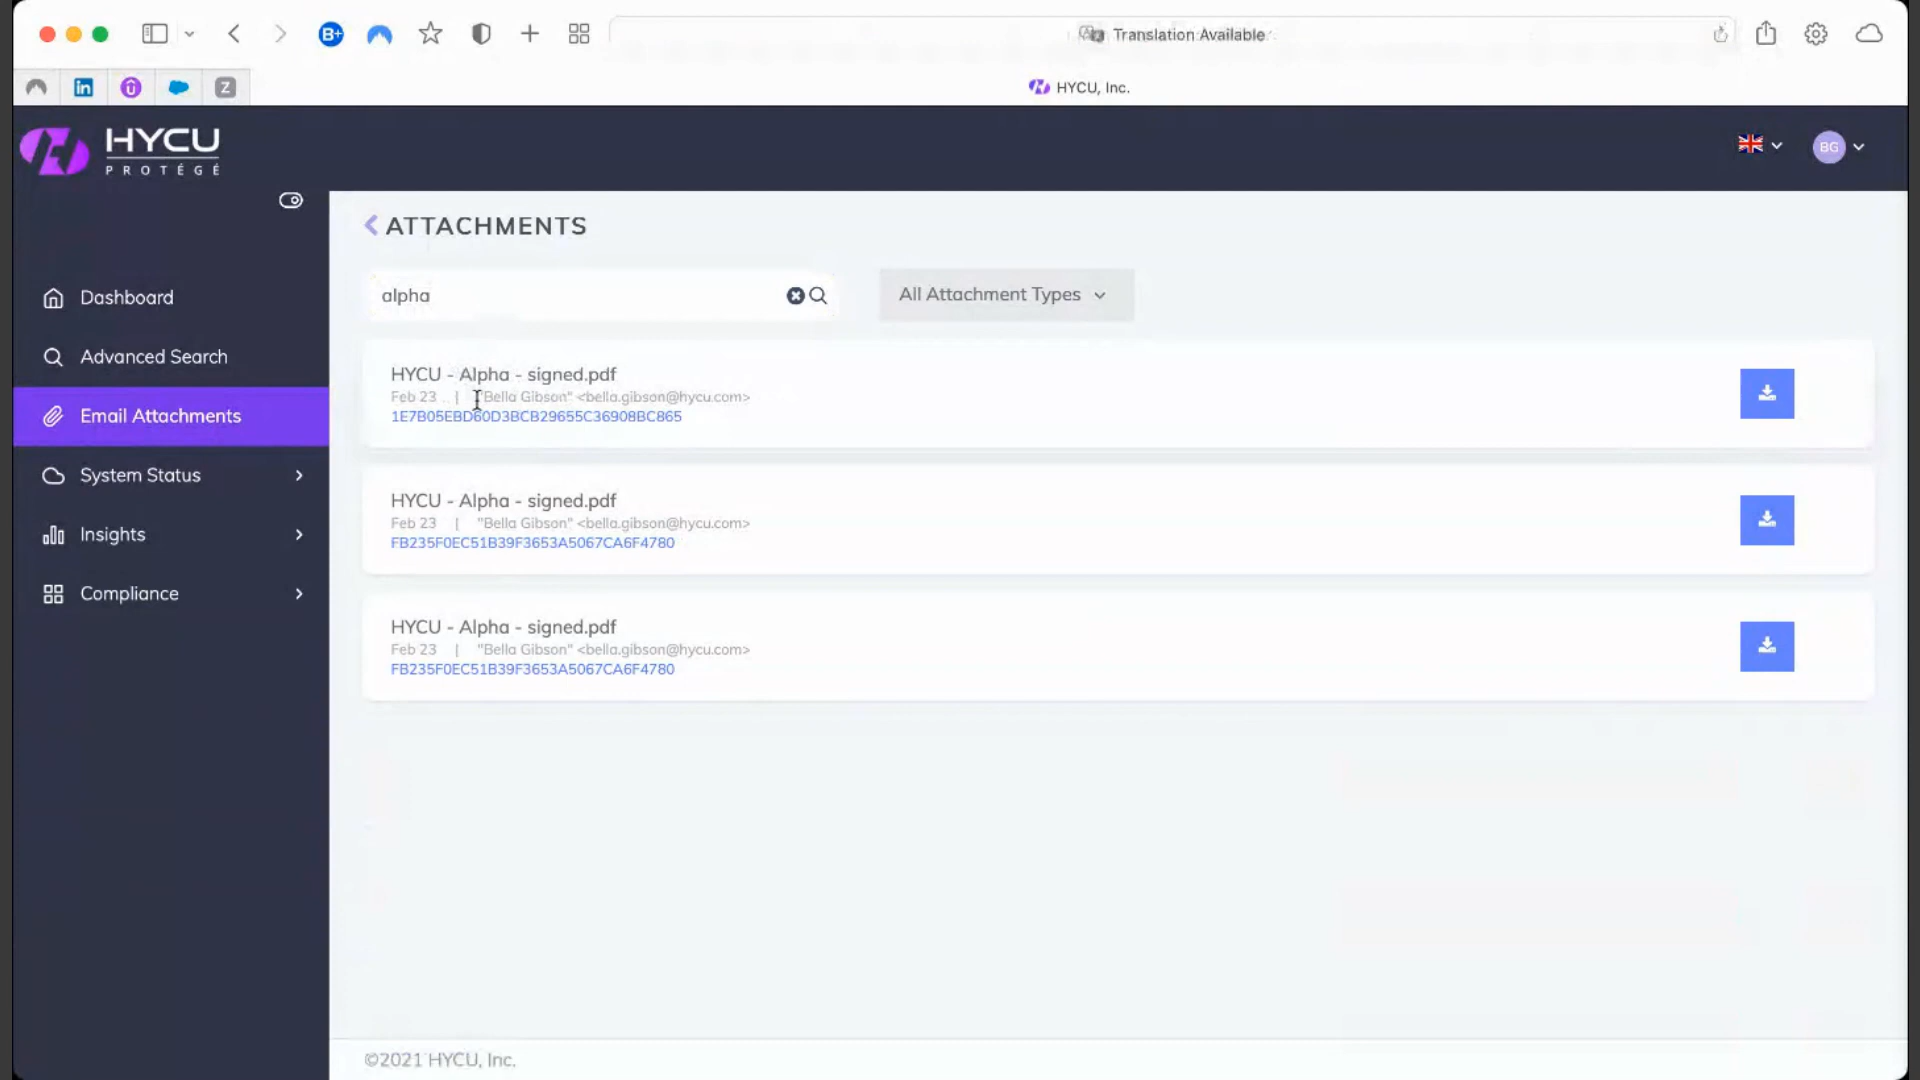 B+
Translation Available
Z
HYCU, Inc.
HYCU
PROTÉGÉ
BG
ATTACHMENTS
alpha
All Attachment Types
Dashboard
Advanced Search
Email Attachments
System Status
Insights
Compliance
HYCU - Alpha - signed.pdf
Feb 23 | "Bella Gibson" <bella.gibson@hycu.com>
1E7B05EBD60D3BCB29655C36908BC865
HYCU - Alpha - signed.pdf
Feb 23 | "Bella Gibson" <bella.gibson@hycu.com>
FB235F0EC51B39F3653A5067CA6F4780
HYCU - Alpha - signed.pdf
Feb 23 | "Bella Gibson" <bella.gibson@hycu.com>
FB235F0EC51B39F3653A5067CA6F4780
©2021 HYCU, Inc.